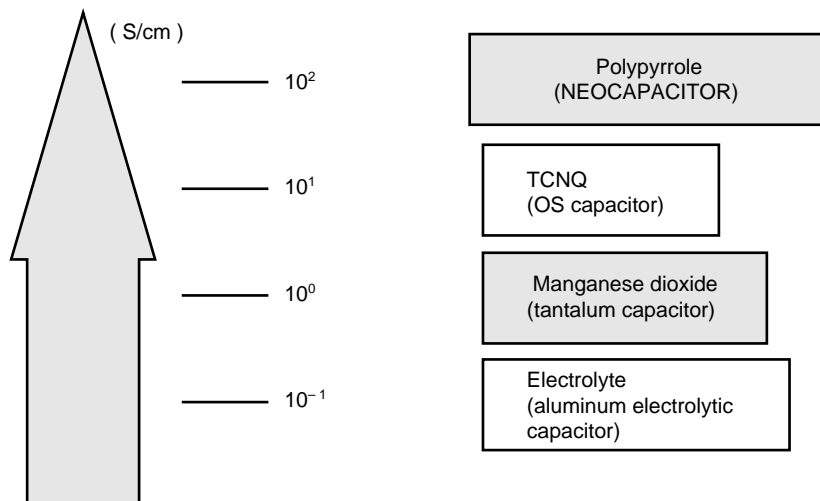 ( S/cm )
10²
Polypyrrole
(NEOCAPACITOR)
10¹
TCNQ
(OS capacitor)
10⁰
Manganese dioxide
(tantalum capacitor)
10⁻¹
Electrolyte
(aluminum electrolytic
capacitor)